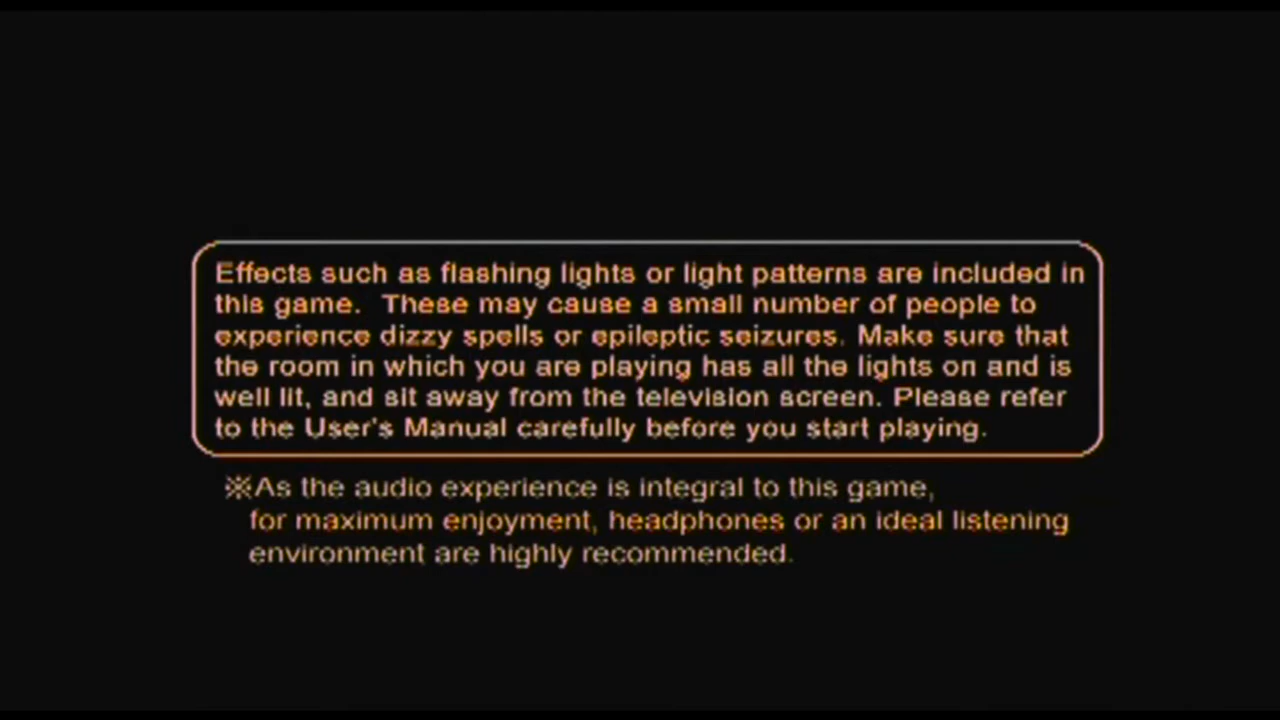 Effects such as flashing lights or light patterns are included in
this game.  These may cause a small number of people to
experience dizzy spells or epileptic seizures. Make sure that
the room in which you are playing has all the lights on and is
well lit, and sit away from the television screen. Please refer
to the User's Manual carefully before you start playing.
※As the audio experience is integral to this game,
for maximum enjoyment, headphones or an ideal listening
environment are highly recommended.